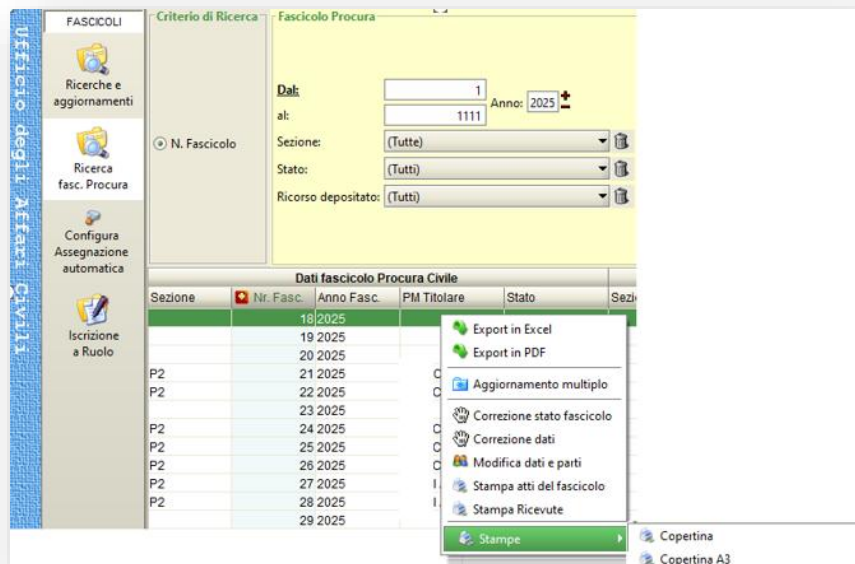 Ufficio degli Affari Civili
FASCICOLI
Ricerche e
aggiornamenti
Ricerca
fasc. Procura
Configura
Assegnazione
automatica
Iscrizione
a Ruolo
Criterio di Ricerca
N. Fascicolo
Fascicolo Procura
Dal: 1
al: 1111
Anno: 2025
Sezione: (Tutte)
Stato: (Tutti)
Ricorso depositato: (Tutti)
Dati fascicolo Procura Civile
Sezione Nr. Fasc. Anno Fasc. PM Titolare Stato Sezi
18 2025
19 2025
20 2025
P2 21 2025 C
P2 22 2025 C
23 2025
P2 24 2025 C
P2 25 2025 C
P2 26 2025 C
P2 27 2025 I
P2 28 2025 I
29 2025
Export in Excel
Export in PDF
Aggiornamento multiplo
Correzione stato fascicolo
Correzione dati
Modifica dati e parti
Stampa atti del fascicolo
Stampa Ricevute
Stampe
Copertina
Copertina A3